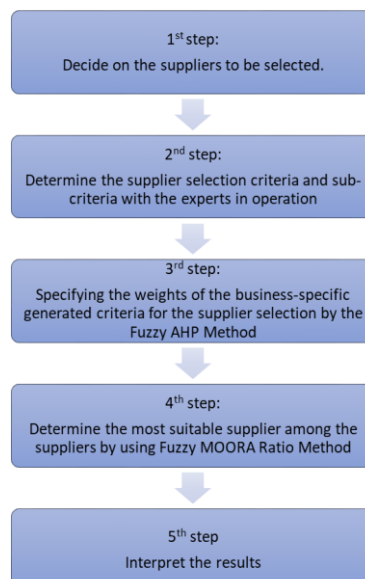 1st step:
Decide on the suppliers to be selected.
2nd step:
Determine the supplier selection criteria and sub-
criteria with the experts in operation
3rd step:
Specifying the weights of the business-specific
generated criteria for the supplier selection by the
Fuzzy AHP Method
4th step:
Determine the most suitable supplier among the
suppliers by using Fuzzy MOORA Ratio Method
5th step
Interpret the results